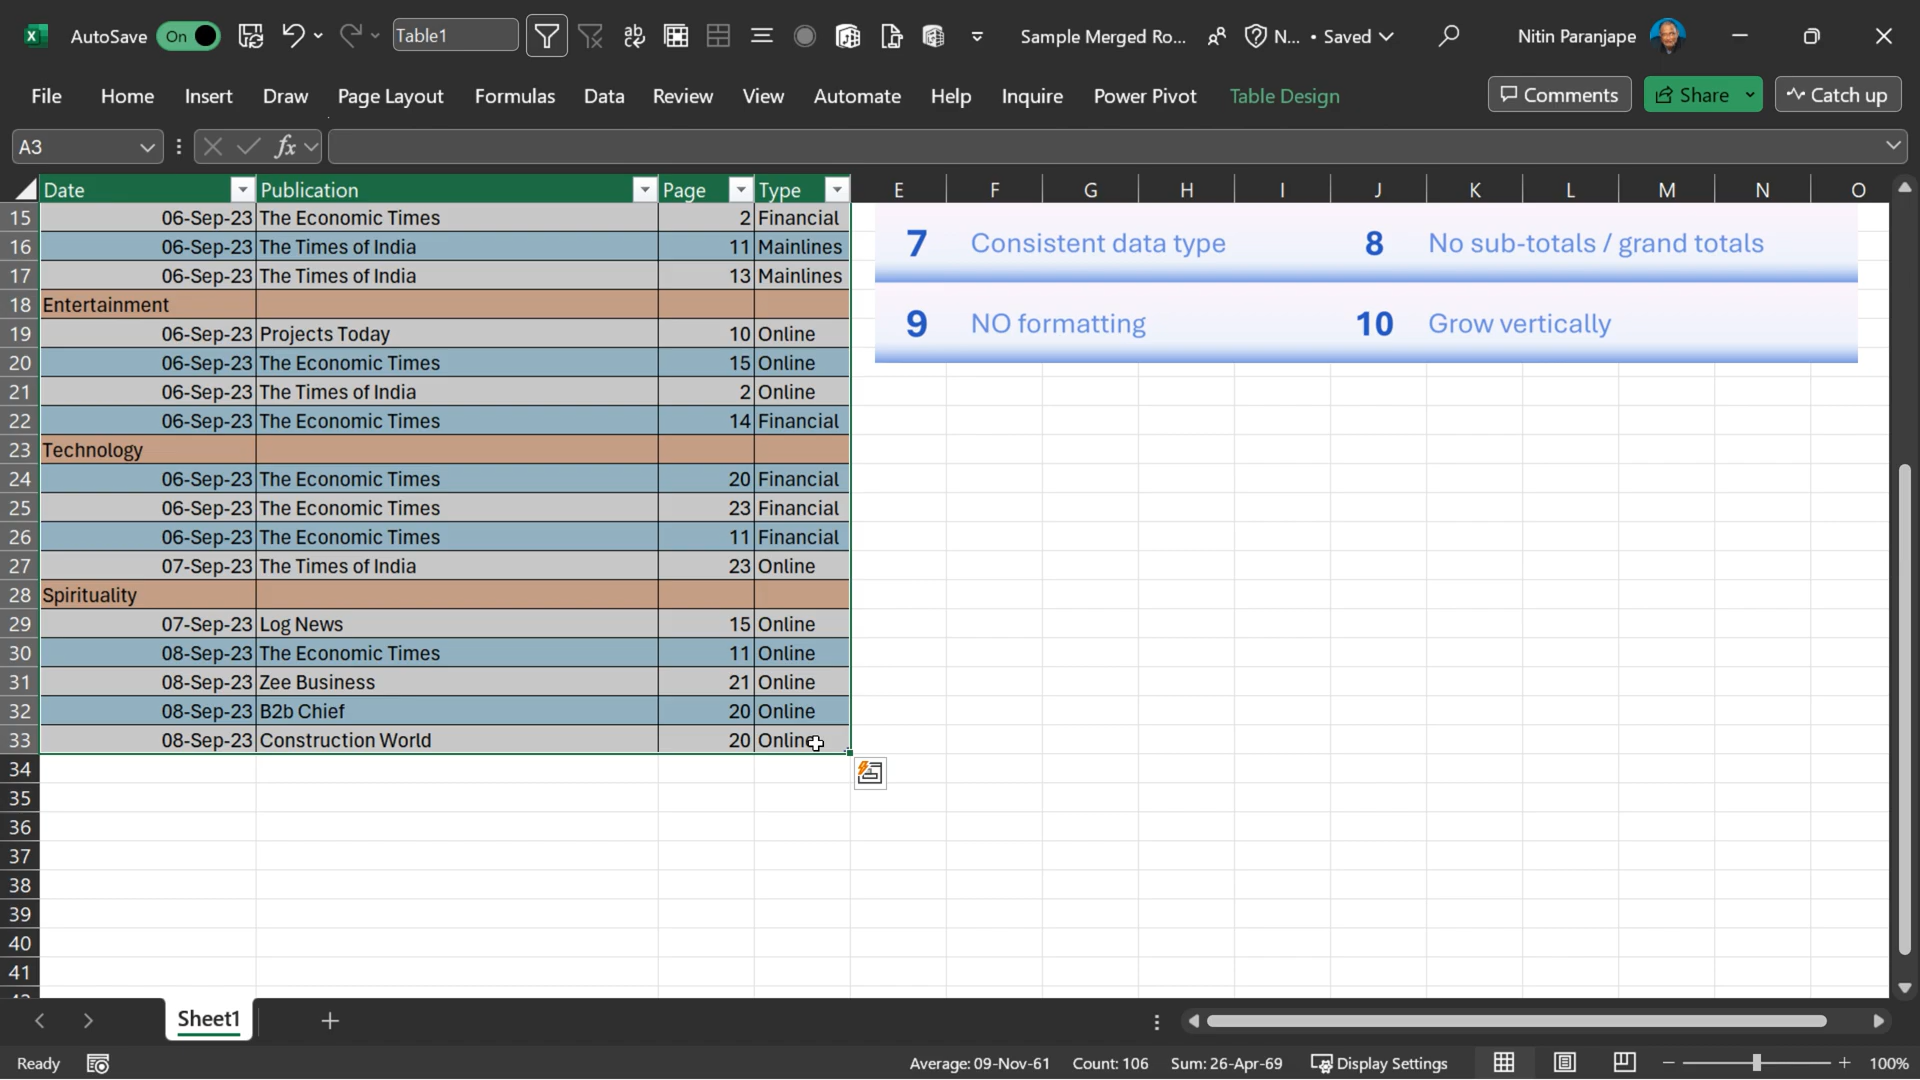 AutoSave On Table1 Sample Merged Ro... N... • Saved Nitin Paranjape
File Home Insert Draw Page Layout Formulas Data Review View Automate Help Inquire Power Pivot Table Design Comments Share Catch up
A3 fx
Date Publication Page Type E F G H I J K L M N O
15 06-Sep-23 The Economic Times 2 Financial
16 06-Sep-23 The Times of India 11 Mainlines
17 06-Sep-23 The Times of India 13 Mainlines
18 Entertainment
19 06-Sep-23 Projects Today 10 Online
20 06-Sep-23 The Economic Times 15 Online
21 06-Sep-23 The Times of India 2 Online
22 06-Sep-23 The Economic Times 14 Financial
23 Technology
24 06-Sep-23 The Economic Times 20 Financial
25 06-Sep-23 The Economic Times 23 Financial
26 06-Sep-23 The Economic Times 11 Financial
27 07-Sep-23 The Times of India 23 Online
28 Spirituality
29 07-Sep-23 Log News 15 Online
30 08-Sep-23 The Economic Times 11 Online
31 08-Sep-23 Zee Business 21 Online
32 08-Sep-23 B2b Chief 20 Online
33 08-Sep-23 Construction World 20 Online
34
35
36
37
38
39
40
41
7 Consistent data type 8 No sub-totals / grand totals
9 NO formatting 10 Grow vertically
Sheet1
Ready Average: 09-Nov-61 Count: 106 Sum: 26-Apr-69 Display Settings 100%